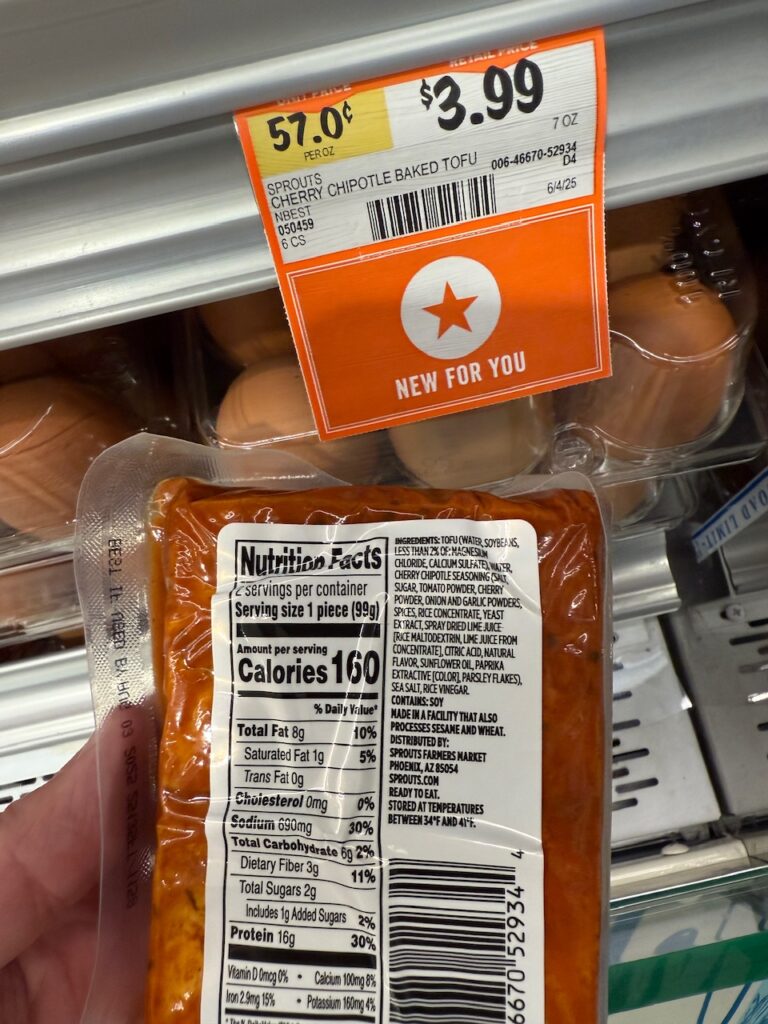 UNIT PRICE
RETAIL PRICE
57.0¢
PER OZ
$3.99
7 OZ
SPROUTS
CHERRY CHIPOTLE BAKED TOFU
006-46670-52934
D4
NBEST
050459
6 CS
6/4/25
NEW FOR YOU
Nutrition Facts
2 servings per container
Serving size 1 piece (99g)
Amount per serving
Calories 160
% Daily Value*
Total Fat 8g 10%
Saturated Fat 1g 5%
Trans Fat 0g
Cholesterol 0mg 0%
Sodium 690mg 30%
Total Carbohydrate 6g 2%
Dietary Fiber 3g 11%
Total Sugars 2g
Includes 1g Added Sugars 2%
Protein 16g 30%
Vitamin D 0mcg 0% • Calcium 100mg 8%
Iron 2.9mg 15% • Potassium 160mg 4%
INGREDIENTS: TOFU (WATER, SOYBEANS,
LESS THAN 2% OF: MAGNESIUM
CHLORIDE, CALCIUM SULFATE), WATER,
CHERRY CHIPOTLE SEASONING (SALT,
SUGAR, TOMATO POWDER, CHERRY
POWDER, ONION AND GARLIC POWDERS,
SPICES, RICE CONCENTRATE, YEAST
EXTRACT, SPRAY DRIED LIME JUICE
[RICE MALTODEXTRIN, LIME JUICE FROM
CONCENTRATE], CITRIC ACID, NATURAL
FLAVOR, SUNFLOWER OIL, PAPRIKA
EXTRACTIVE [COLOR], PARSLEY FLAKES),
SEA SALT, RICE VINEGAR.
CONTAINS: SOY
MADE IN A FACILITY THAT ALSO
PROCESSES SESAME AND WHEAT.
DISTRIBUTED BY:
SPROUTS FARMERS MARKET
PHOENIX, AZ 85054
SPROUTS.COM
READY TO EAT.
STORED AT TEMPERATURES
BETWEEN 34°F AND 41°F.
6670 52934 4
BEST IF USED BY
LOAD LIMIT